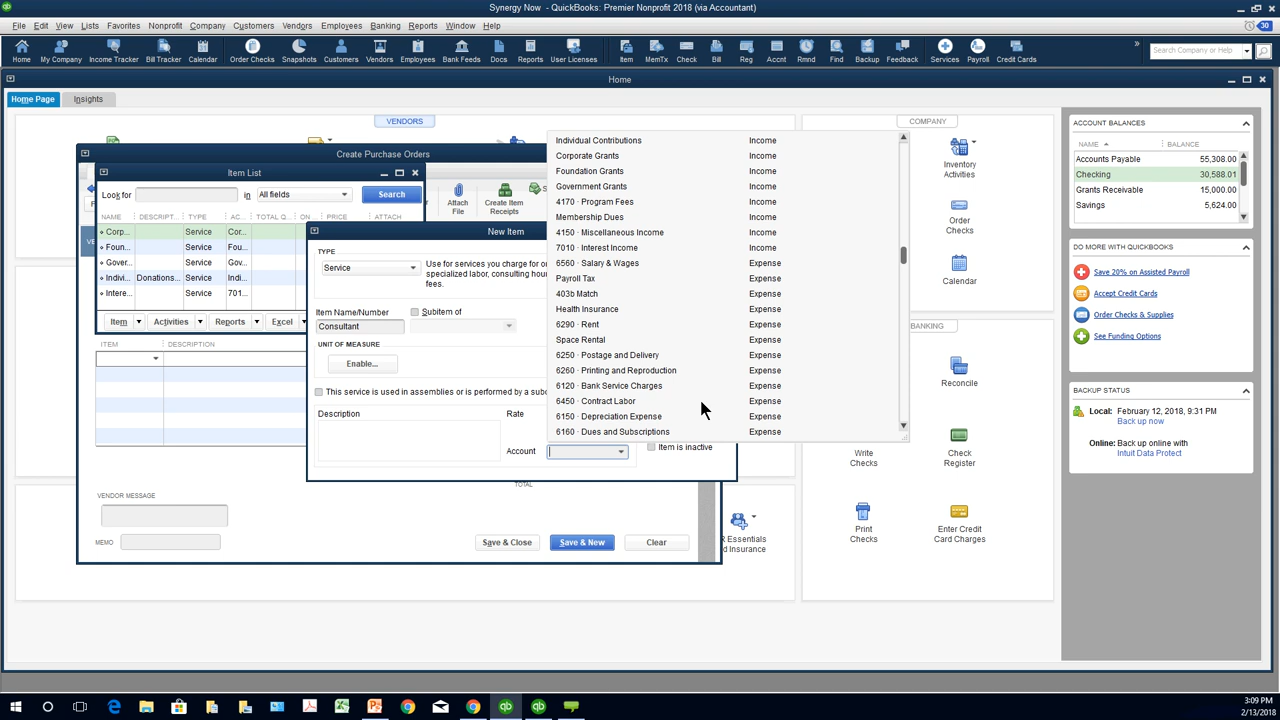 Synergy Now - QuickBooks: Premier Nonprofit 2018 (via Accountant)
File Edit View Lists Favorites Nonprofit Company Customers Vendors Employees Banking Reports Window Help
30
Home My Company Income Tracker Bill Tracker Calendar Order Checks Snapshots Customers Vendors Employees Bank Feeds Docs Reports User Licenses Item MemTx Check Bill Reg Accnt Rmnd Find Backup Feedback Services Payroll Credit Cards
Search Company or Help
Home
Home Page Insights
VENDORS
Create Purchase Orders
Item List
Look for in All fields Search
NAME DESCRIPT... TYPE AC... TOTAL Q... ON... PRICE ATTACH
Corp... Service Cor...
Foun... Service Fou...
Gover... Service Gov...
Indivi... Donations... Service Indi...
Intere... Service 701...
Item Activities Reports Excel
Attach File
Create Item Receipts
New Item
TYPE
Service
Use for services you charge for o
specialized labor, consulting hou
fees.
Item Name/Number Subitem of
Consultant
UNIT OF MEASURE
Enable...
This service is used in assemblies or is performed by a subc
Description Rate
Account
Item is inactive
Individual Contributions Income
Corporate Grants Income
Foundation Grants Income
Government Grants Income
4170 · Program Fees Income
Membership Dues Income
4150 · Miscellaneous Income Income
7010 · Interest Income Income
6560 · Salary & Wages Expense
Payroll Tax Expense
403b Match Expense
Health Insurance Expense
6290 · Rent Expense
Space Rental Expense
6250 · Postage and Delivery Expense
6260 · Printing and Reproduction Expense
6120 · Bank Service Charges Expense
6450 · Contract Labor Expense
6150 · Depreciation Expense Expense
6160 · Dues and Subscriptions Expense
ITEM DESCRIPTION
TOTAL
VENDOR MESSAGE
MEMO
Save & Close Save & New Clear
COMPANY
Inventory Activities
Order Checks
Calendar
BANKING
Reconcile
Write Checks
Check Register
Print Checks
Enter Credit Card Charges
R Essentials
d Insurance
ACCOUNT BALANCES
NAME BALANCE
Accounts Payable 55,308.00
Checking 30,588.01
Grants Receivable 15,000.00
Savings 5,624.00
DO MORE WITH QUICKBOOKS
Save 20% on Assisted Payroll
Accept Credit Cards
Order Checks & Supplies
See Funding Options
BACKUP STATUS
Local: February 12, 2018, 9:31 PM
Back up now
Online: Back up online with
Intuit Data Protect
3:09 PM
2/13/2018